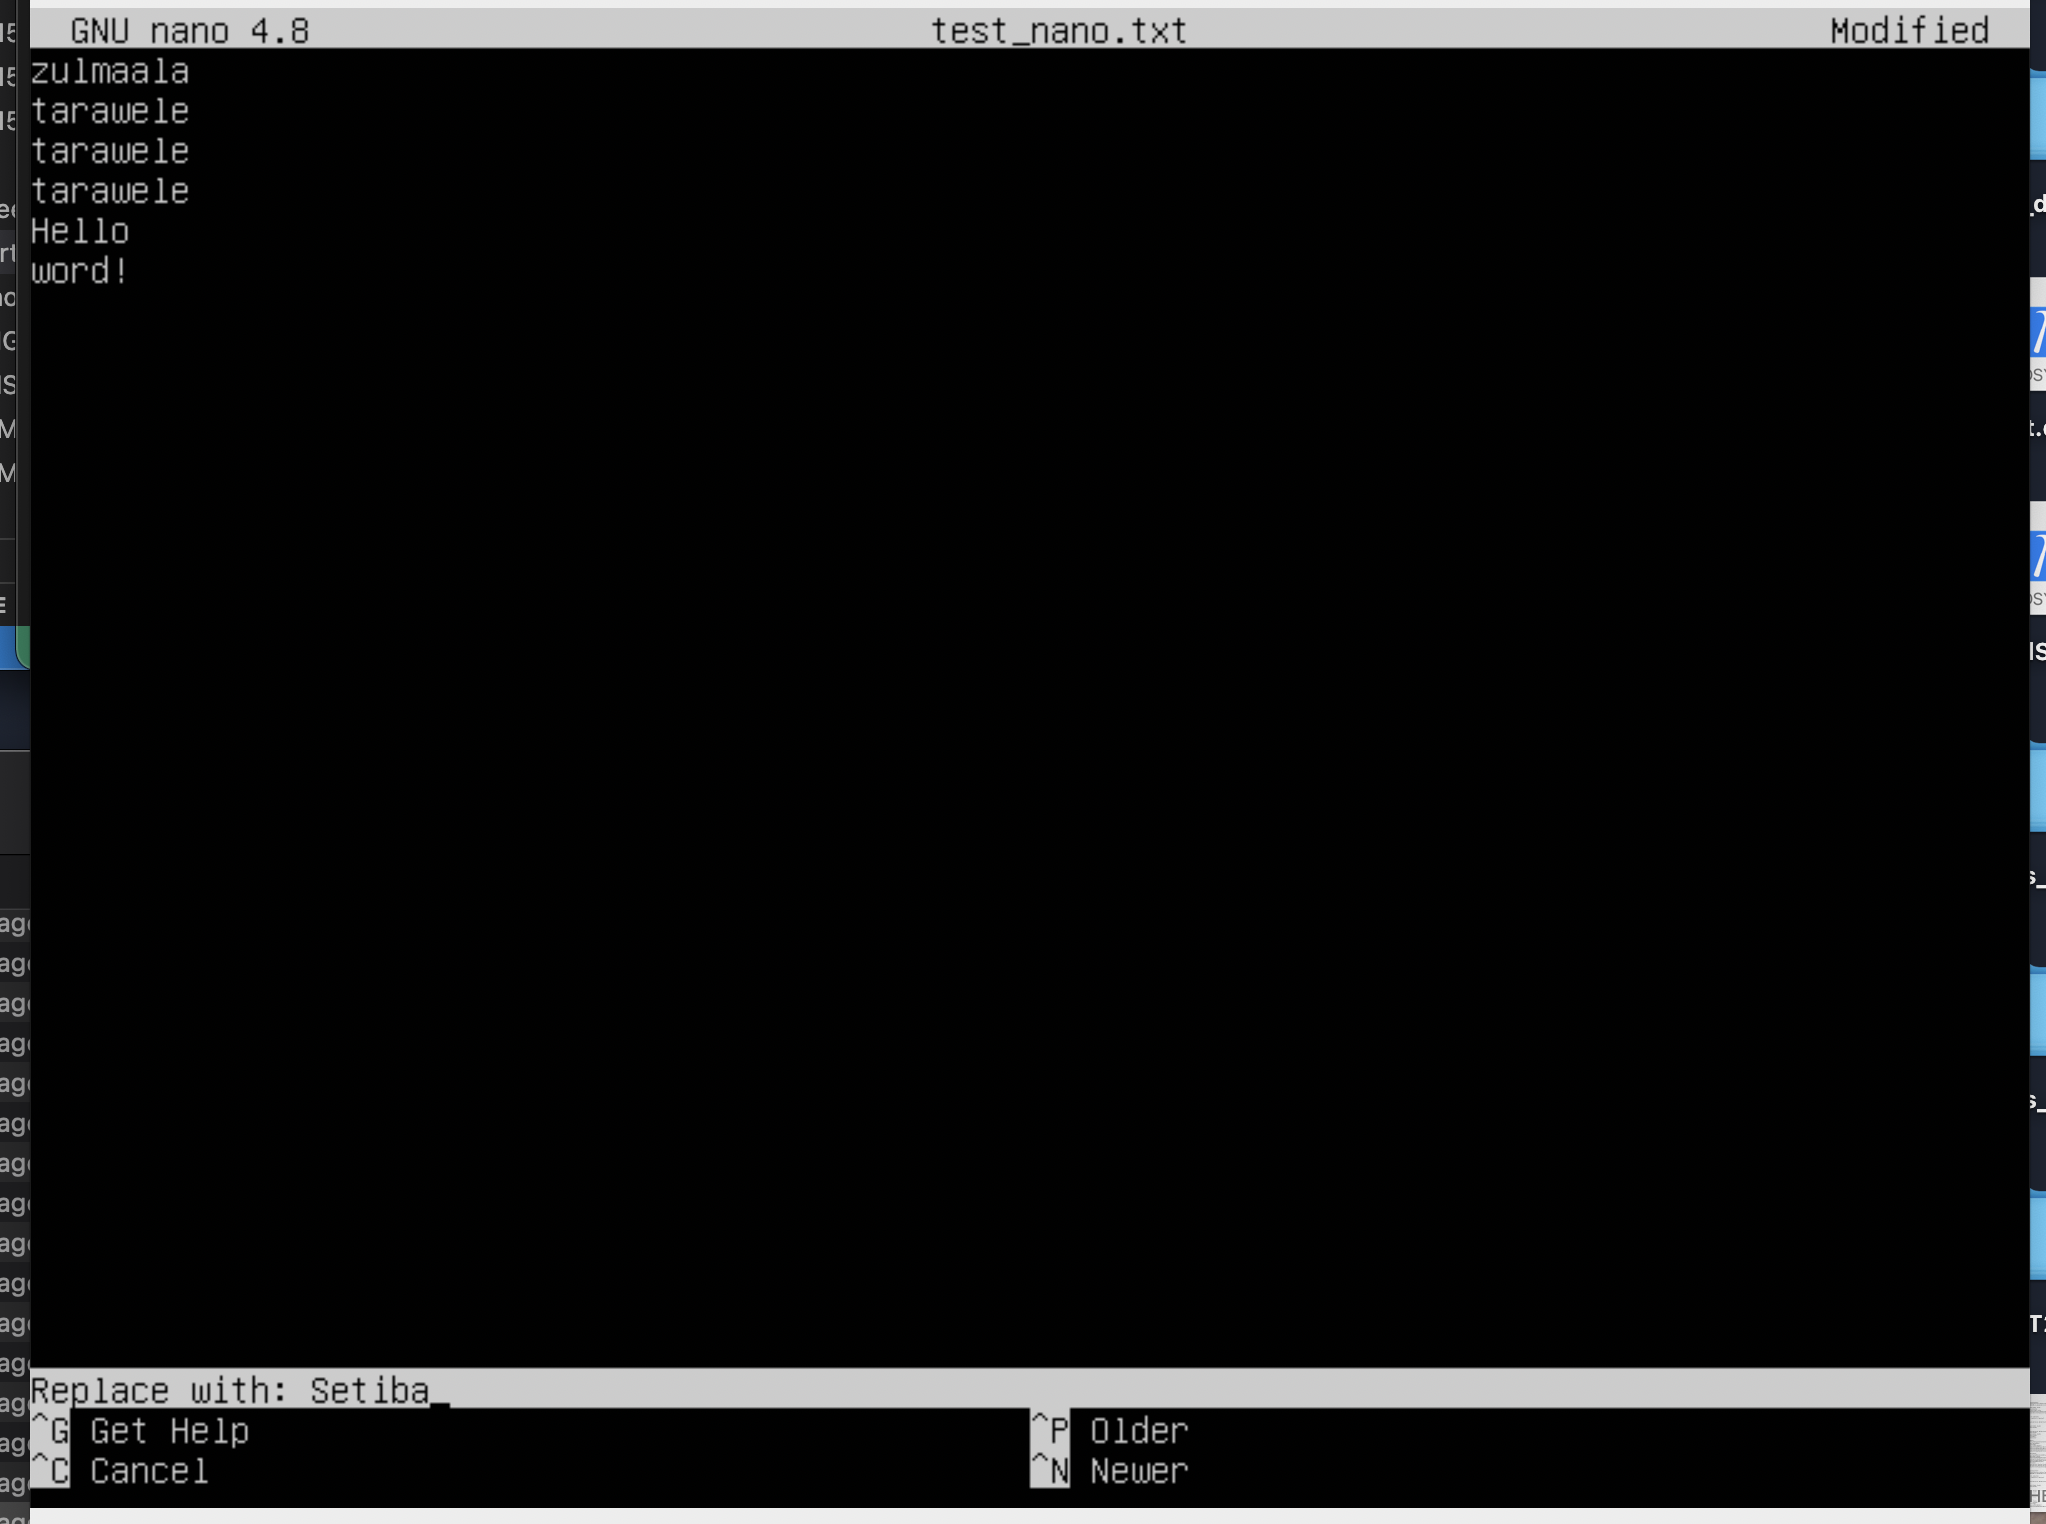 GNU nano 4.8 test_nano.txt Modified
zulmaala
tarawele
tarawele
tarawele
Hello
word!
Replace with: Setiba
^G Get Help ^P Older
^C Cancel ^N Newer